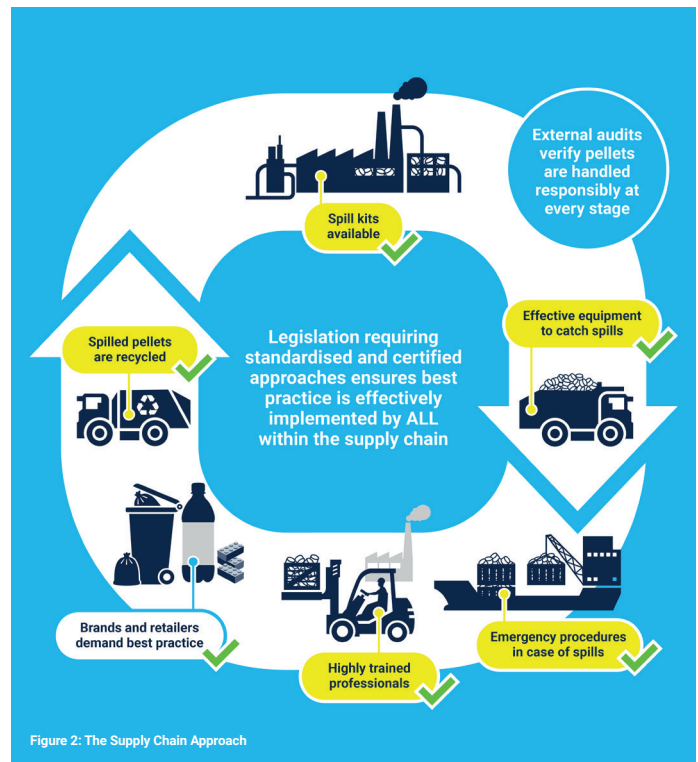 External audits
verify pellets
are handled
responsibly at
every stage
Spill kits
available
Effective equipment
to catch spills
Spilled pellets
are recycled
Legislation requiring
standardised and certified
approaches ensures best
practice is effectively
implemented by ALL
within the supply chain
Brands and retailers
demand best practice
Highly trained
professionals
Emergency procedures
in case of spills
Figure 2: The Supply Chain Approach